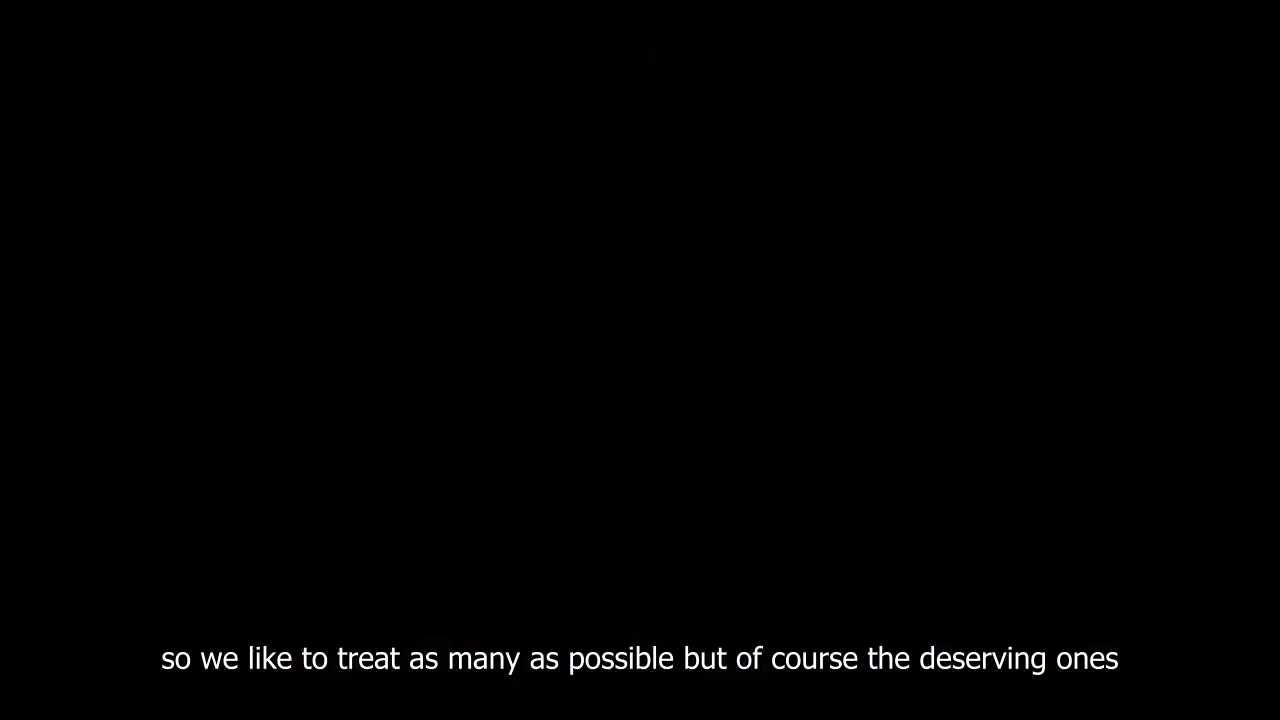 so we like to treat as many as possible but of course the deserving ones